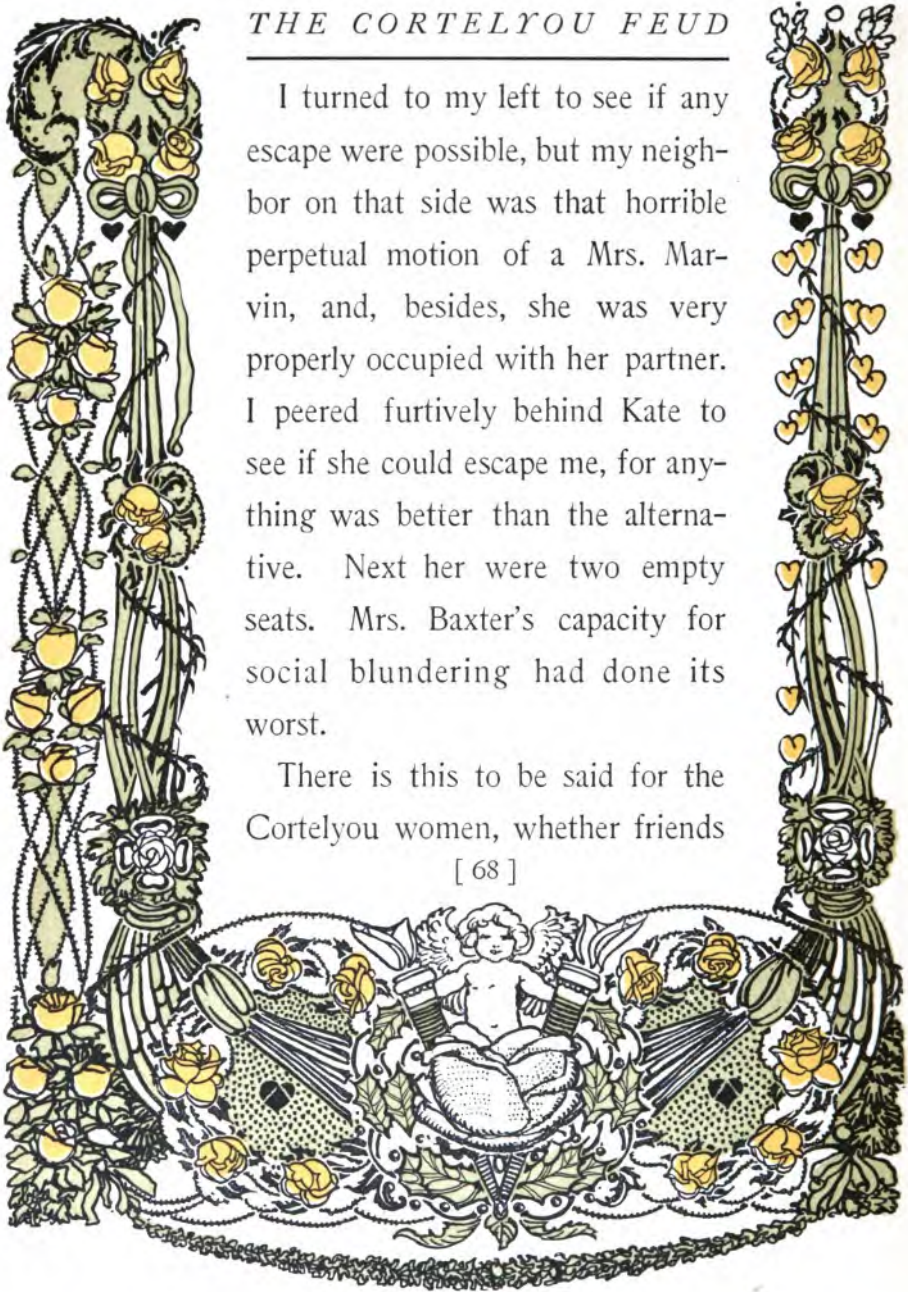 THE CORTELYOU FEUD
I turned to my left to see if any
escape were possible, but my neigh-
bor on that side was that horrible
perpetual motion of a Mrs. Mar-
vin, and, besides, she was very
properly occupied with her partner.
I peered furtively behind Kate to
see if she could escape me, for any-
thing was better than the alterna-
tive. Next her were two empty
seats. Mrs. Baxter's capacity for
social blundering had done its
worst.
There is this to be said for the
Cortelyou women, whether friends
[ 68 ]